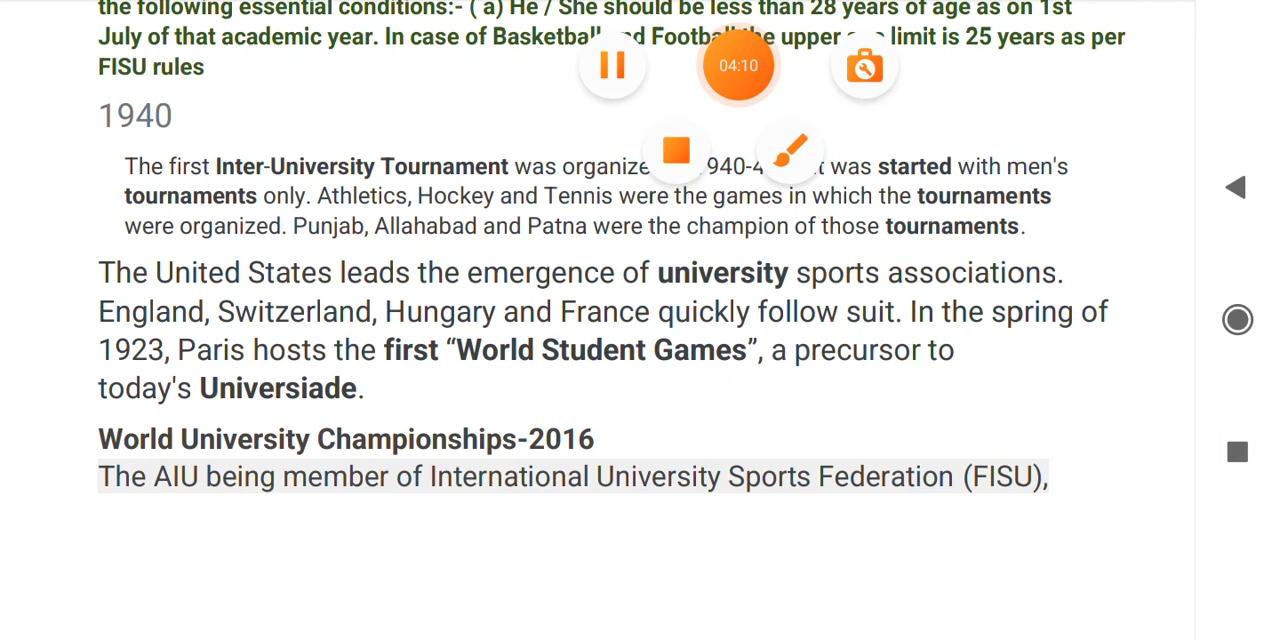 the following essential conditions:- ( a) He / She should be less than 28 years of age as on 1st
July of that academic year. In case of Basketball and Football the upper limit is 25 years as per
FISU rules
04:10
1940
The first Inter-University Tournament was organize 940-4 t was started with men's
tournaments only. Athletics, Hockey and Tennis were the games in which the tournaments
were organized. Punjab, Allahabad and Patna were the champion of those tournaments.
The United States leads the emergence of university sports associations.
England, Switzerland, Hungary and France quickly follow suit. In the spring of
1923, Paris hosts the first “World Student Games”, a precursor to
today's Universiade.
World University Championships-2016
The AIU being member of International University Sports Federation (FISU),